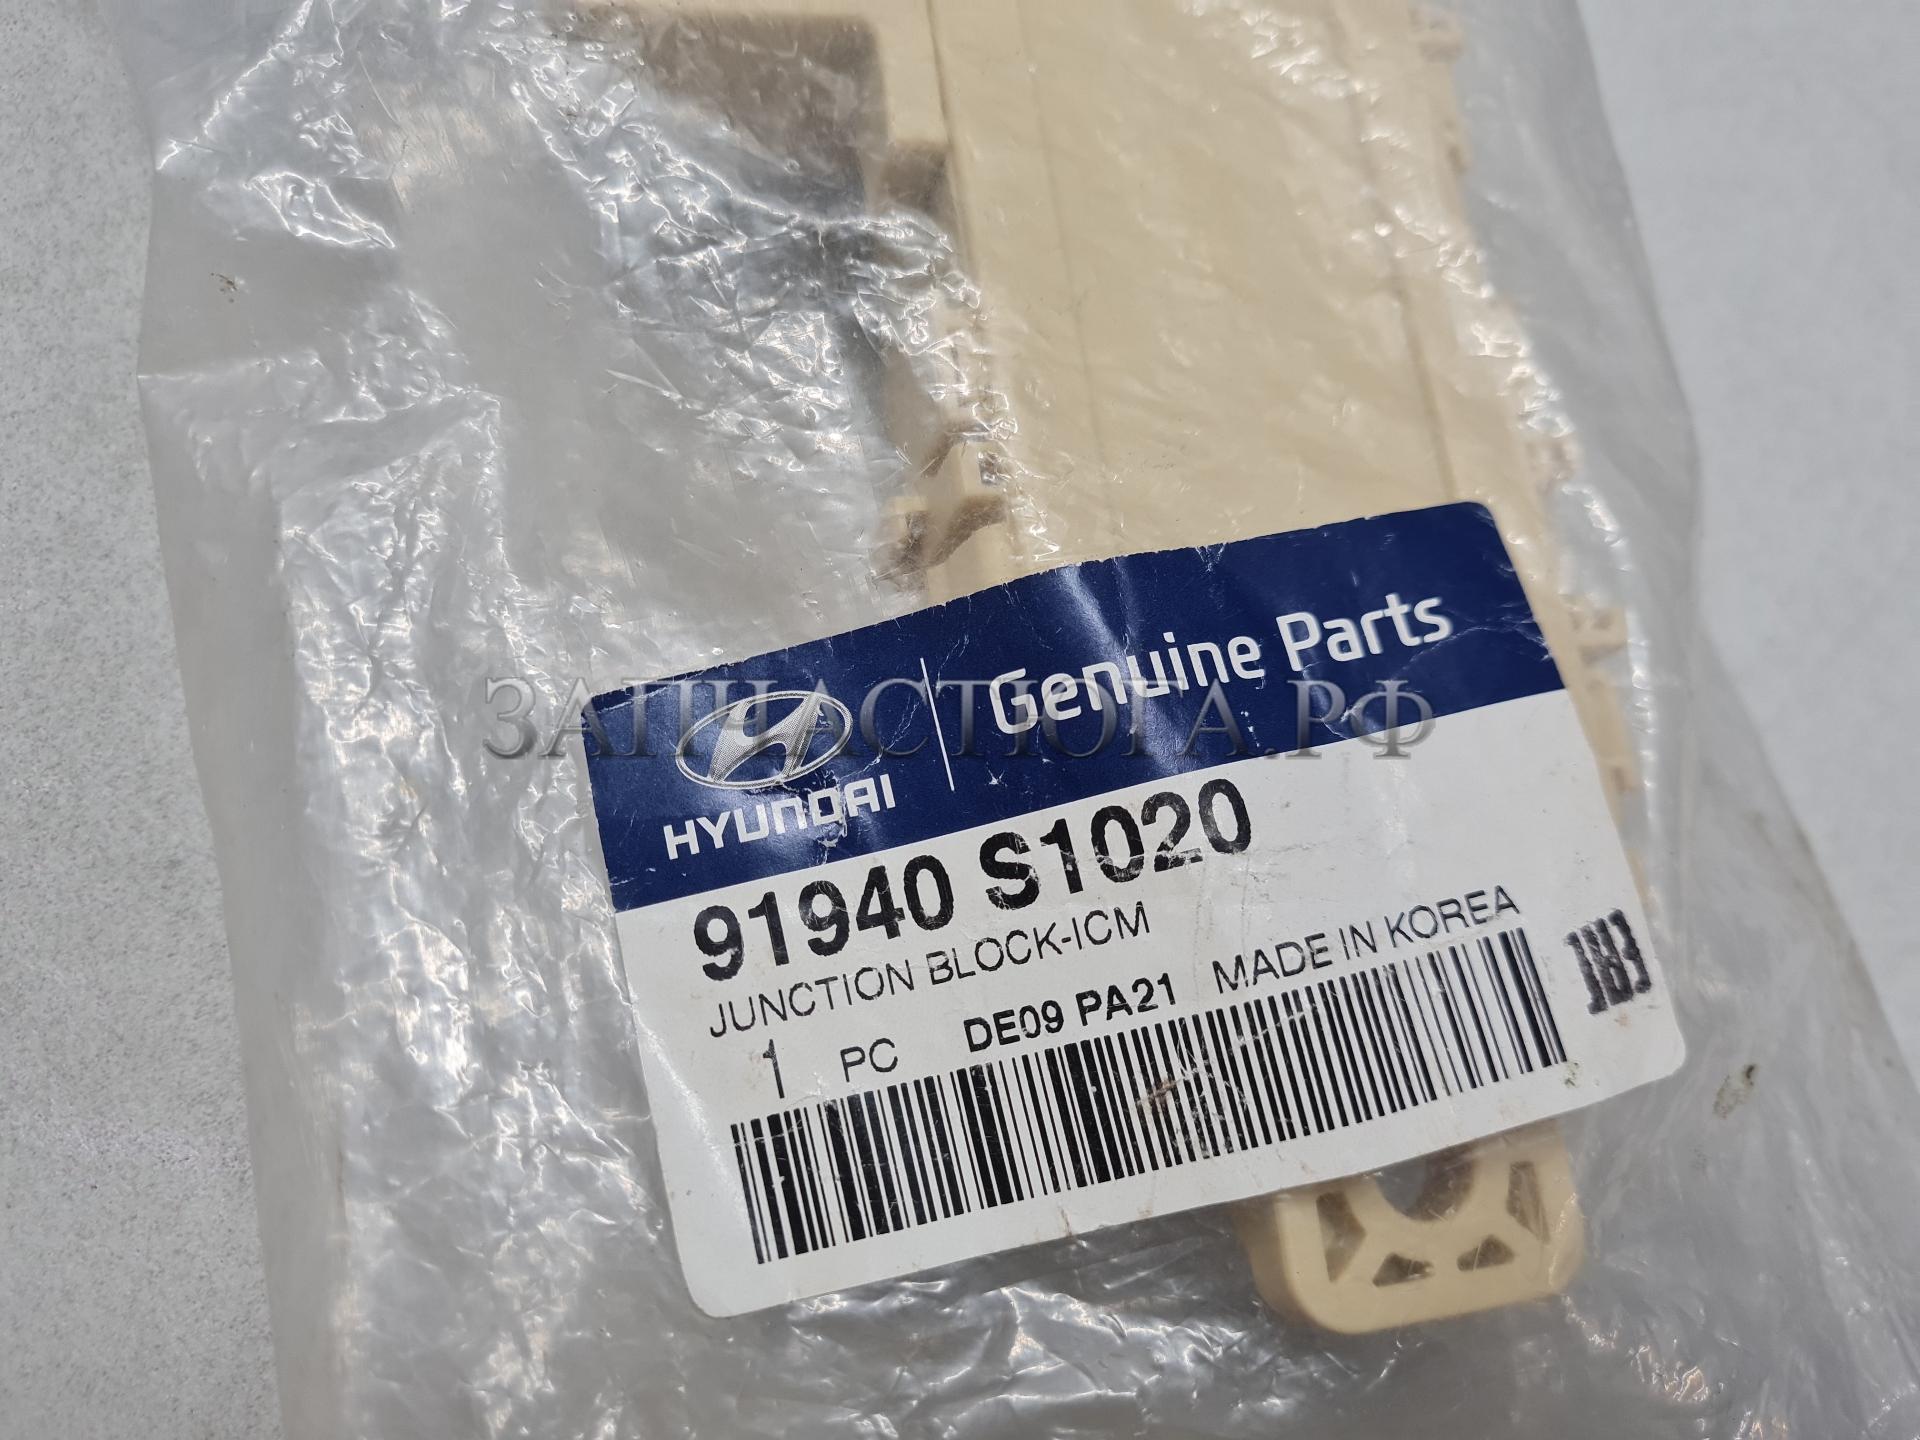 Genuine Parts
ЗАПЧАСТЮГА.РФ
HYUNDAI
91940 S1020
JUNCTION BLOCK-ICM
1 PC DE09 PA21 MADE IN KOREA